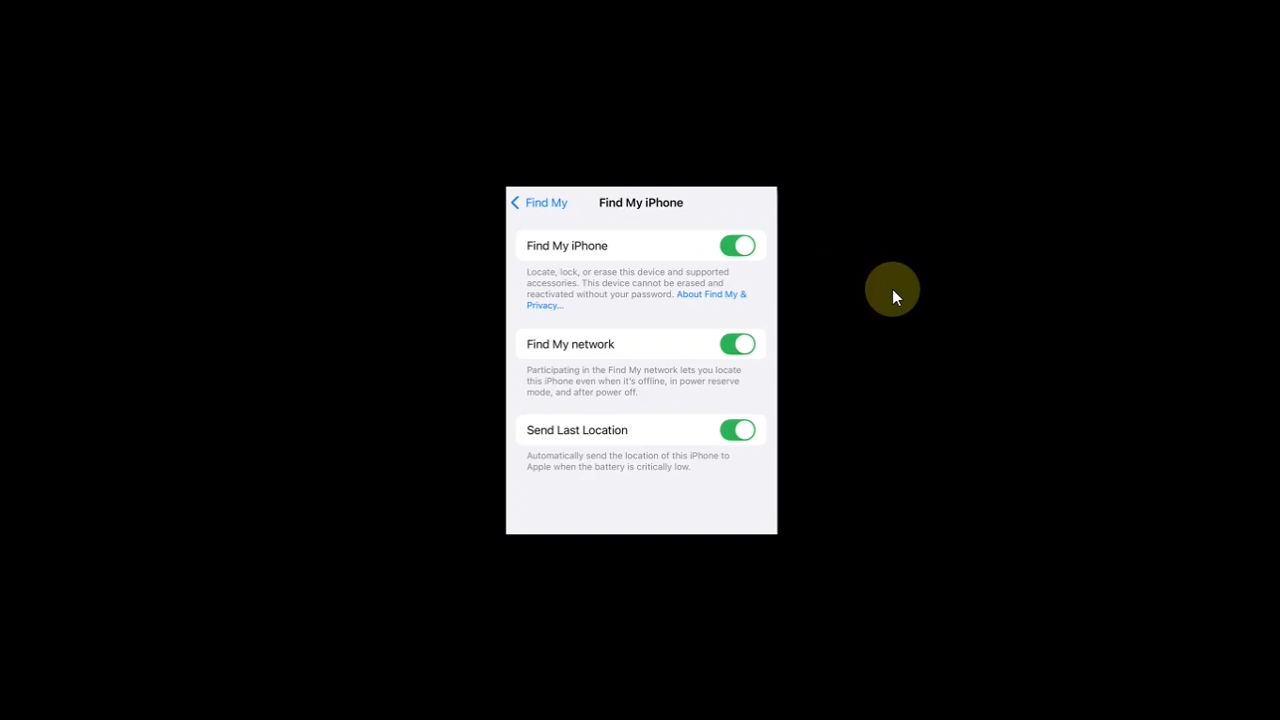 Find My Find My iPhone
Find My iPhone
Locate, lock, or erase this device and supported
accessories. This device cannot be erased and
reactivated without your password. About Find My &
Privacy...
Find My network
Participating in the Find My network lets you locate
this iPhone even when it's offline, in power reserve
mode, and after power off.
Send Last Location
Automatically send the location of this iPhone to
Apple when the battery is critically low.